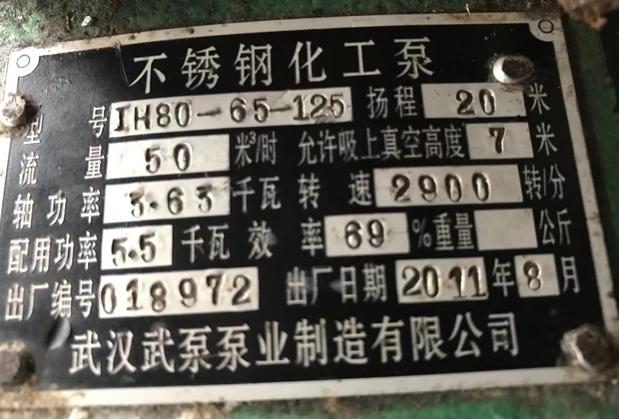 不锈钢化工泵
型 号 IH80-65-125 扬程 20 米
流 量 50 米³/时 允许吸上真空高度 7 米
轴 功 率 3.63 千瓦 转 速 2900 转/分
配用功率 5.5 千瓦 效 率 69 % 重量 公斤
出厂编号 018972 出厂日期 2011 年 8 月
武汉武泵泵业制造有限公司